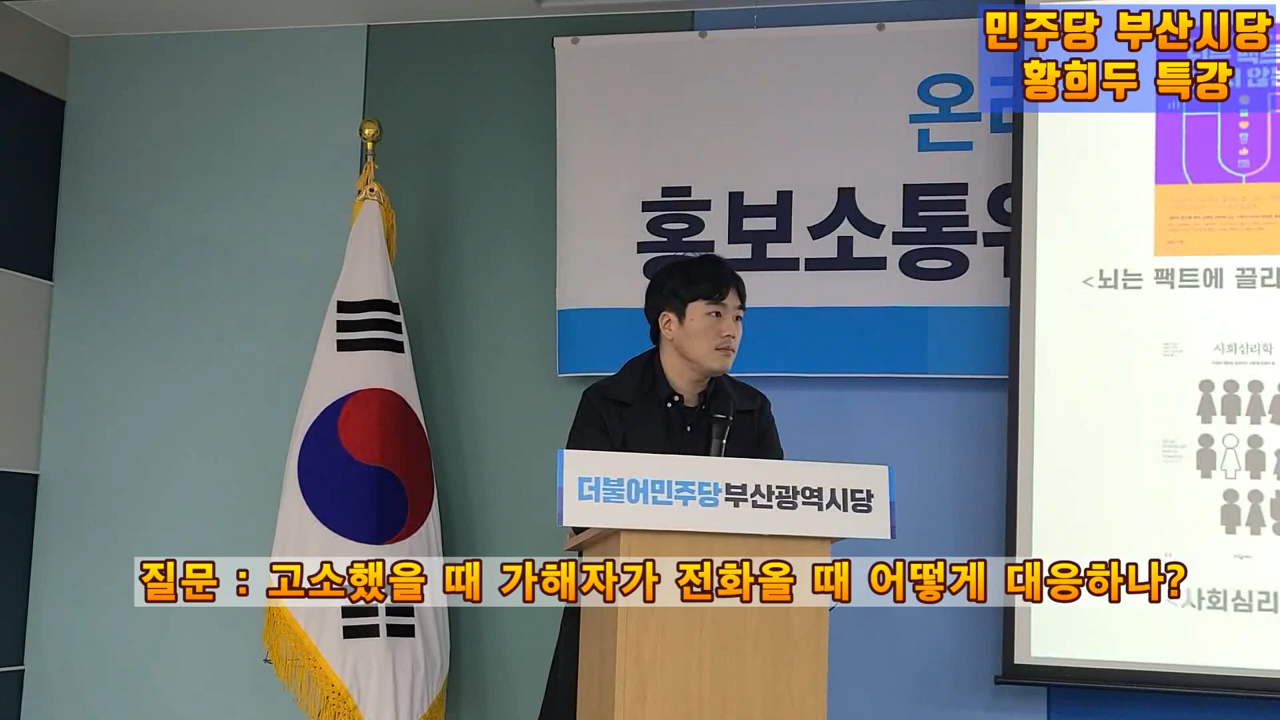 민주당 부산시당
황희두 특강
온
홍보소통위
<뇌는 팩트에 끌리
사회심리학
더불어민주당 부산광역시당
질문 : 고소했을 때 가해자가 전화올 때 어떻게 대응하나?
사회심리